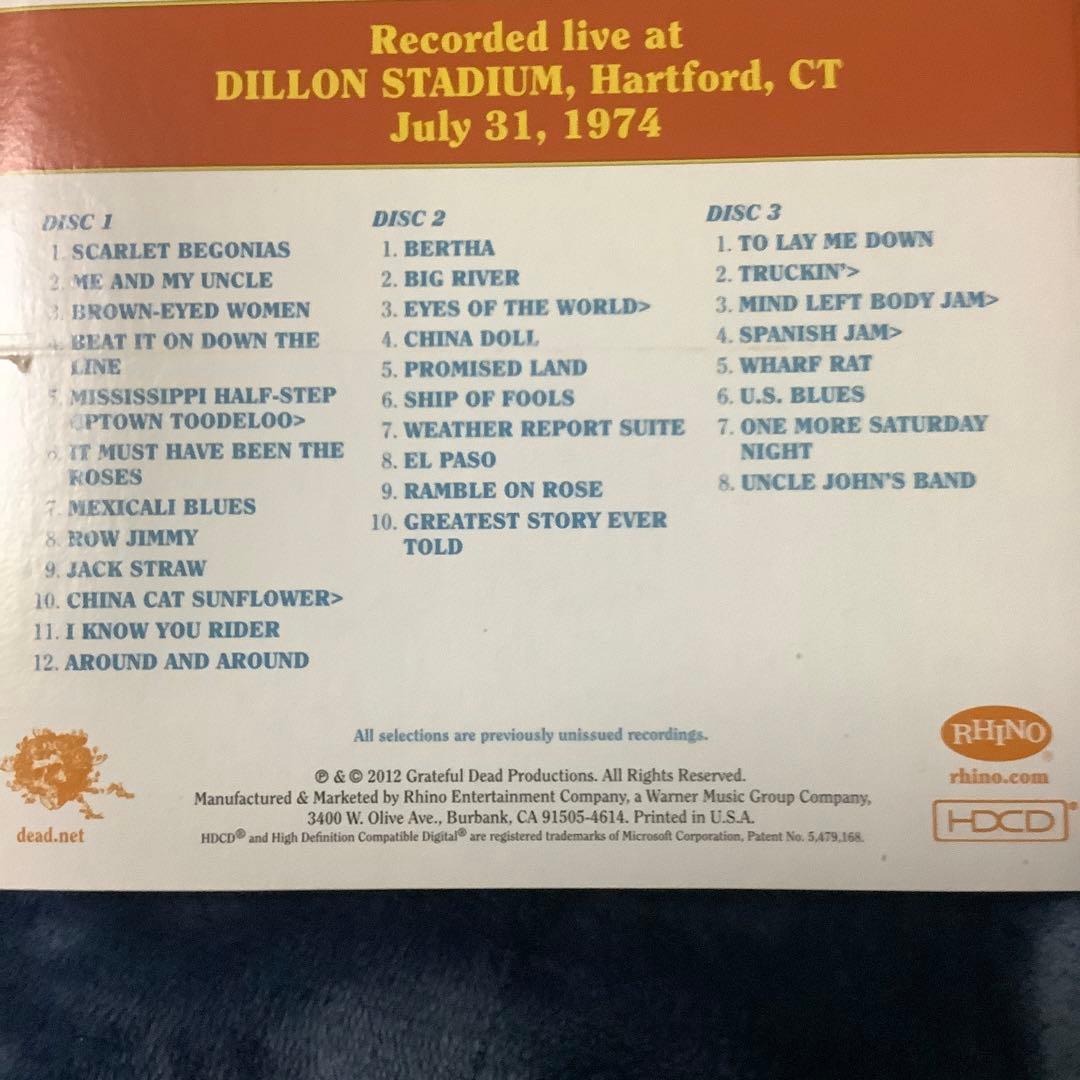 Recorded live at
DILLON STADIUM, Hartford, CT
July 31, 1974
DISC 1
1. SCARLET BEGONIAS
2. ME AND MY UNCLE
3. BROWN-EYED WOMEN
4. BEAT IT ON DOWN THE
LINE
5. MISSISSIPPI HALF-STEP
UPTOWN TOODELOO>
6. IT MUST HAVE BEEN THE
ROSES
7. MEXICALI BLUES
8. ROW JIMMY
9. JACK STRAW
10. CHINA CAT SUNFLOWER>
11. I KNOW YOU RIDER
12. AROUND AND AROUND
DISC 2
1. BERTHA
2. BIG RIVER
3. EYES OF THE WORLD>
4. CHINA DOLL
5. PROMISED LAND
6. SHIP OF FOOLS
7. WEATHER REPORT SUITE
8. EL PASO
9. RAMBLE ON ROSE
10. GREATEST STORY EVER
TOLD
DISC 3
1. TO LAY ME DOWN
2. TRUCKIN'>
3. MIND LEFT BODY JAM>
4. SPANISH JAM>
5. WHARF RAT
6. U.S. BLUES
7. ONE MORE SATURDAY
NIGHT
8. UNCLE JOHN'S BAND
All selections are previously unissued recordings.
℗ & © 2012 Grateful Dead Productions. All Rights Reserved.
Manufactured & Marketed by Rhino Entertainment Company, a Warner Music Group Company,
3400 W. Olive Ave., Burbank, CA 91505-4614. Printed in U.S.A.
HDCD® and High Definition Compatible Digital® are registered trademarks of Microsoft Corporation, Patent No. 5,479,168.
dead.net
RHINO
rhino.com
HDCD®